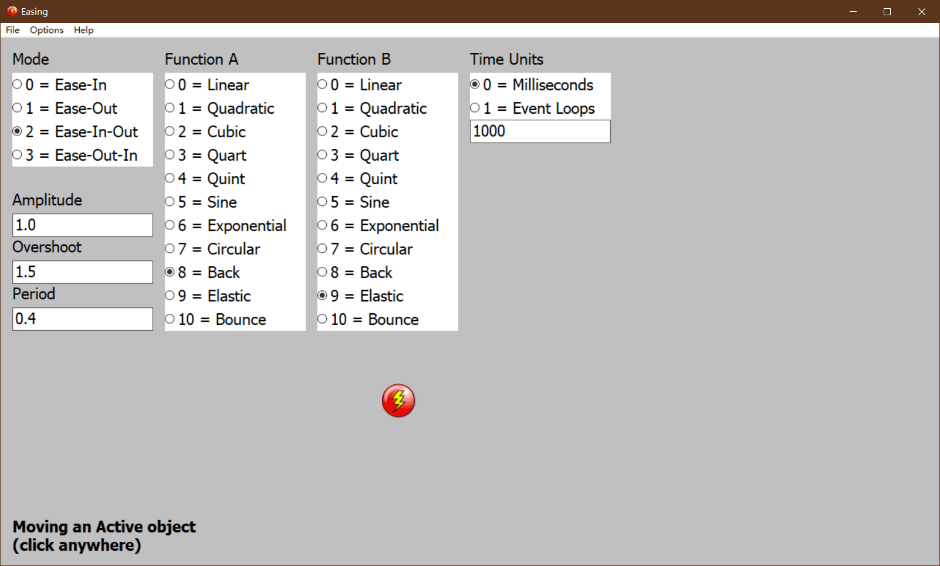 Easing
File Options Help
Mode
0 = Ease-In
1 = Ease-Out
2 = Ease-In-Out
3 = Ease-Out-In
Amplitude
1.0
Overshoot
1.5
Period
0.4
Function A
0 = Linear
1 = Quadratic
2 = Cubic
3 = Quart
4 = Quint
5 = Sine
6 = Exponential
7 = Circular
8 = Back
9 = Elastic
10 = Bounce
Function B
0 = Linear
1 = Quadratic
2 = Cubic
3 = Quart
4 = Quint
5 = Sine
6 = Exponential
7 = Circular
8 = Back
9 = Elastic
10 = Bounce
Time Units
0 = Milliseconds
1 = Event Loops
1000
Moving an Active object
(click anywhere)